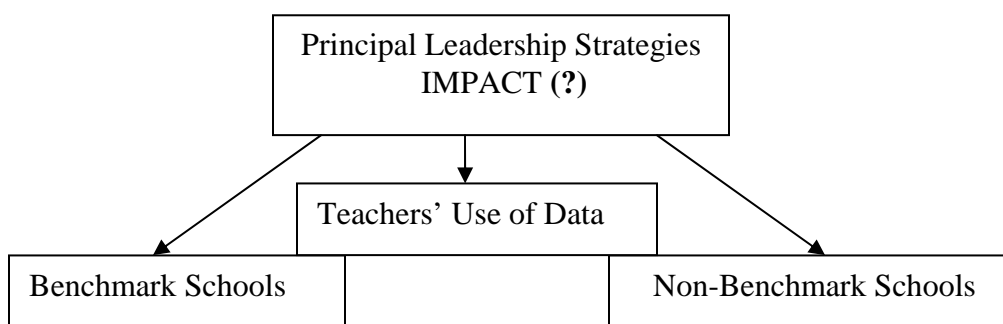 Principal Leadership Strategies
IMPACT (?)
Teachers’ Use of Data
Benchmark Schools
Non-Benchmark Schools